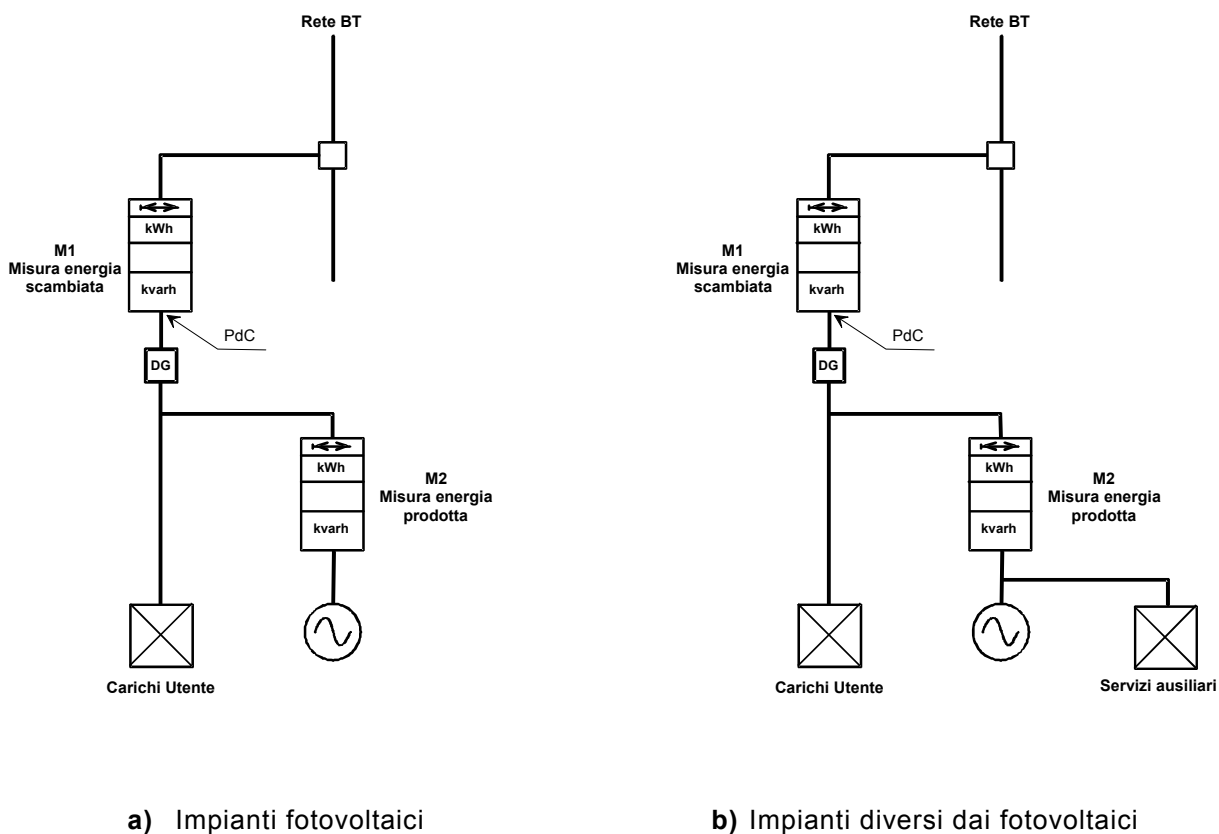 Rete BT
kWh
M1
Misura energia
scambiata
kvarh
PdC
DG
kWh
M2
Misura energia
prodotta
kvarh
Carichi Utente
a) Impianti fotovoltaici
Rete BT
kWh
M1
Misura energia
scambiata
kvarh
PdC
DG
kWh
M2
Misura energia
prodotta
kvarh
Carichi Utente
Servizi ausiliari
b) Impianti diversi dai fotovoltaici